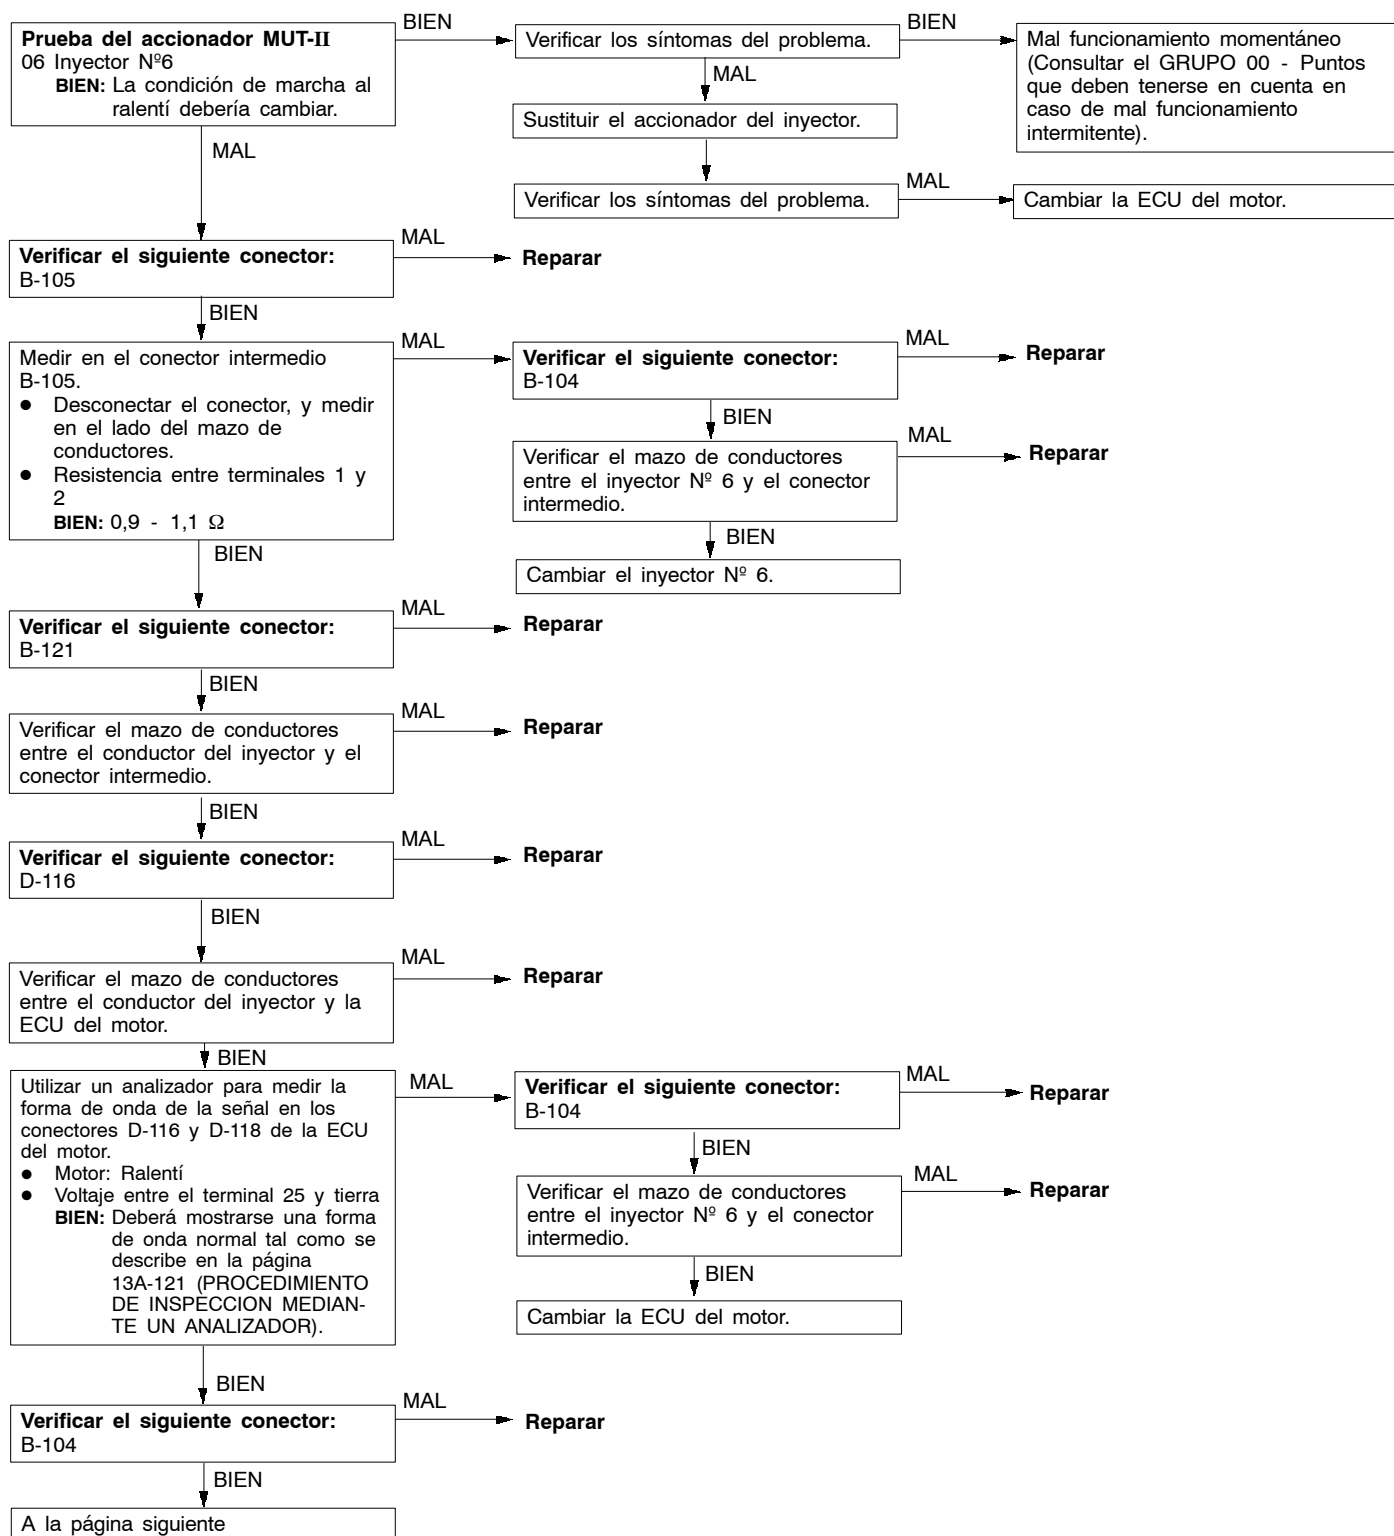 Prueba del accionador MUT-II
06 Inyector Nº6
BIEN: La condición de marcha al
ralentí debería cambiar.
BIEN
Verificar los síntomas del problema.
BIEN
Mal funcionamiento momentáneo
(Consultar el GRUPO 00 - Puntos
que deben tenerse en cuenta en
caso de mal funcionamiento
intermitente).
MAL
Sustituir el accionador del inyector.
MAL
Verificar los síntomas del problema.
MAL
Cambiar la ECU del motor.
Verificar el siguiente conector:
B-105
MAL
Reparar
BIEN
Medir en el conector intermedio
B-105.
● Desconectar el conector, y medir
en el lado del mazo de
conductores.
● Resistencia entre terminales 1 y
2
BIEN: 0,9 - 1,1 Ω
MAL
Verificar el siguiente conector:
B-104
MAL
Reparar
BIEN
Verificar el mazo de conductores
entre el inyector Nº 6 y el conector
intermedio.
MAL
Reparar
BIEN
Cambiar el inyector Nº 6.
BIEN
Verificar el siguiente conector:
B-121
MAL
Reparar
BIEN
Verificar el mazo de conductores
entre el conductor del inyector y el
conector intermedio.
MAL
Reparar
BIEN
Verificar el siguiente conector:
D-116
MAL
Reparar
BIEN
Verificar el mazo de conductores
entre el conductor del inyector y la
ECU del motor.
MAL
Reparar
BIEN
Utilizar un analizador para medir la
forma de onda de la señal en los
conectores D-116 y D-118 de la ECU
del motor.
● Motor: Ralentí
● Voltaje entre el terminal 25 y tierra
BIEN: Deberá mostrarse una forma
de onda normal tal como se
describe en la página
13A-121 (PROCEDIMIENTO
DE INSPECCION MEDIAN-
TE UN ANALIZADOR).
MAL
Verificar el siguiente conector:
B-104
MAL
Reparar
BIEN
Verificar el mazo de conductores
entre el inyector Nº 6 y el conector
intermedio.
MAL
Reparar
BIEN
Cambiar la ECU del motor.
BIEN
Verificar el siguiente conector:
B-104
MAL
Reparar
BIEN
A la página siguiente